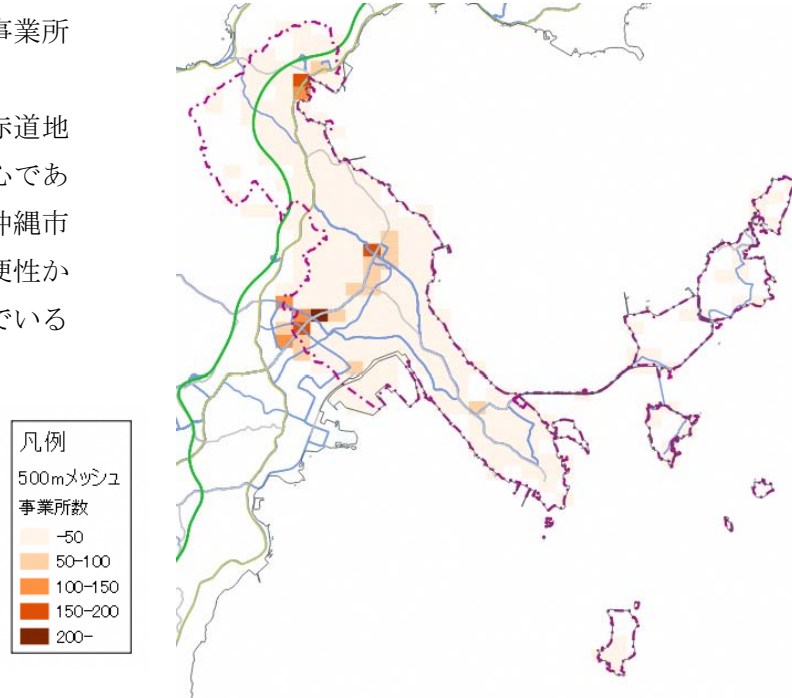 事業所
赤道地
心であ
沖縄市
便性か
でいる
凡例
500mメッシュ
事業所数
-50
50-100
100-150
150-200
200-